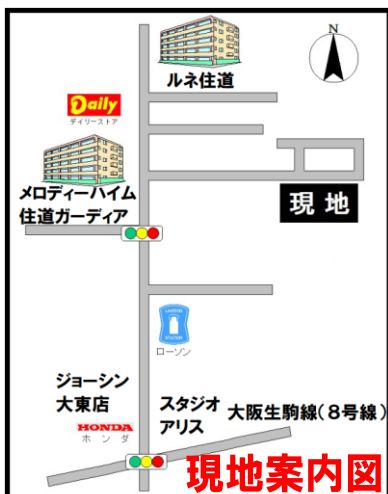 N
ルネ住道
Daily
デイリーストア
メロディーハイム
住道ガーディア
現地
LAWSON
STATION
ローソン
ジョーシン
大東店
HONDA
ホンダ
スタジオ
アリス
大阪生駒線(8号線)
現地案内図